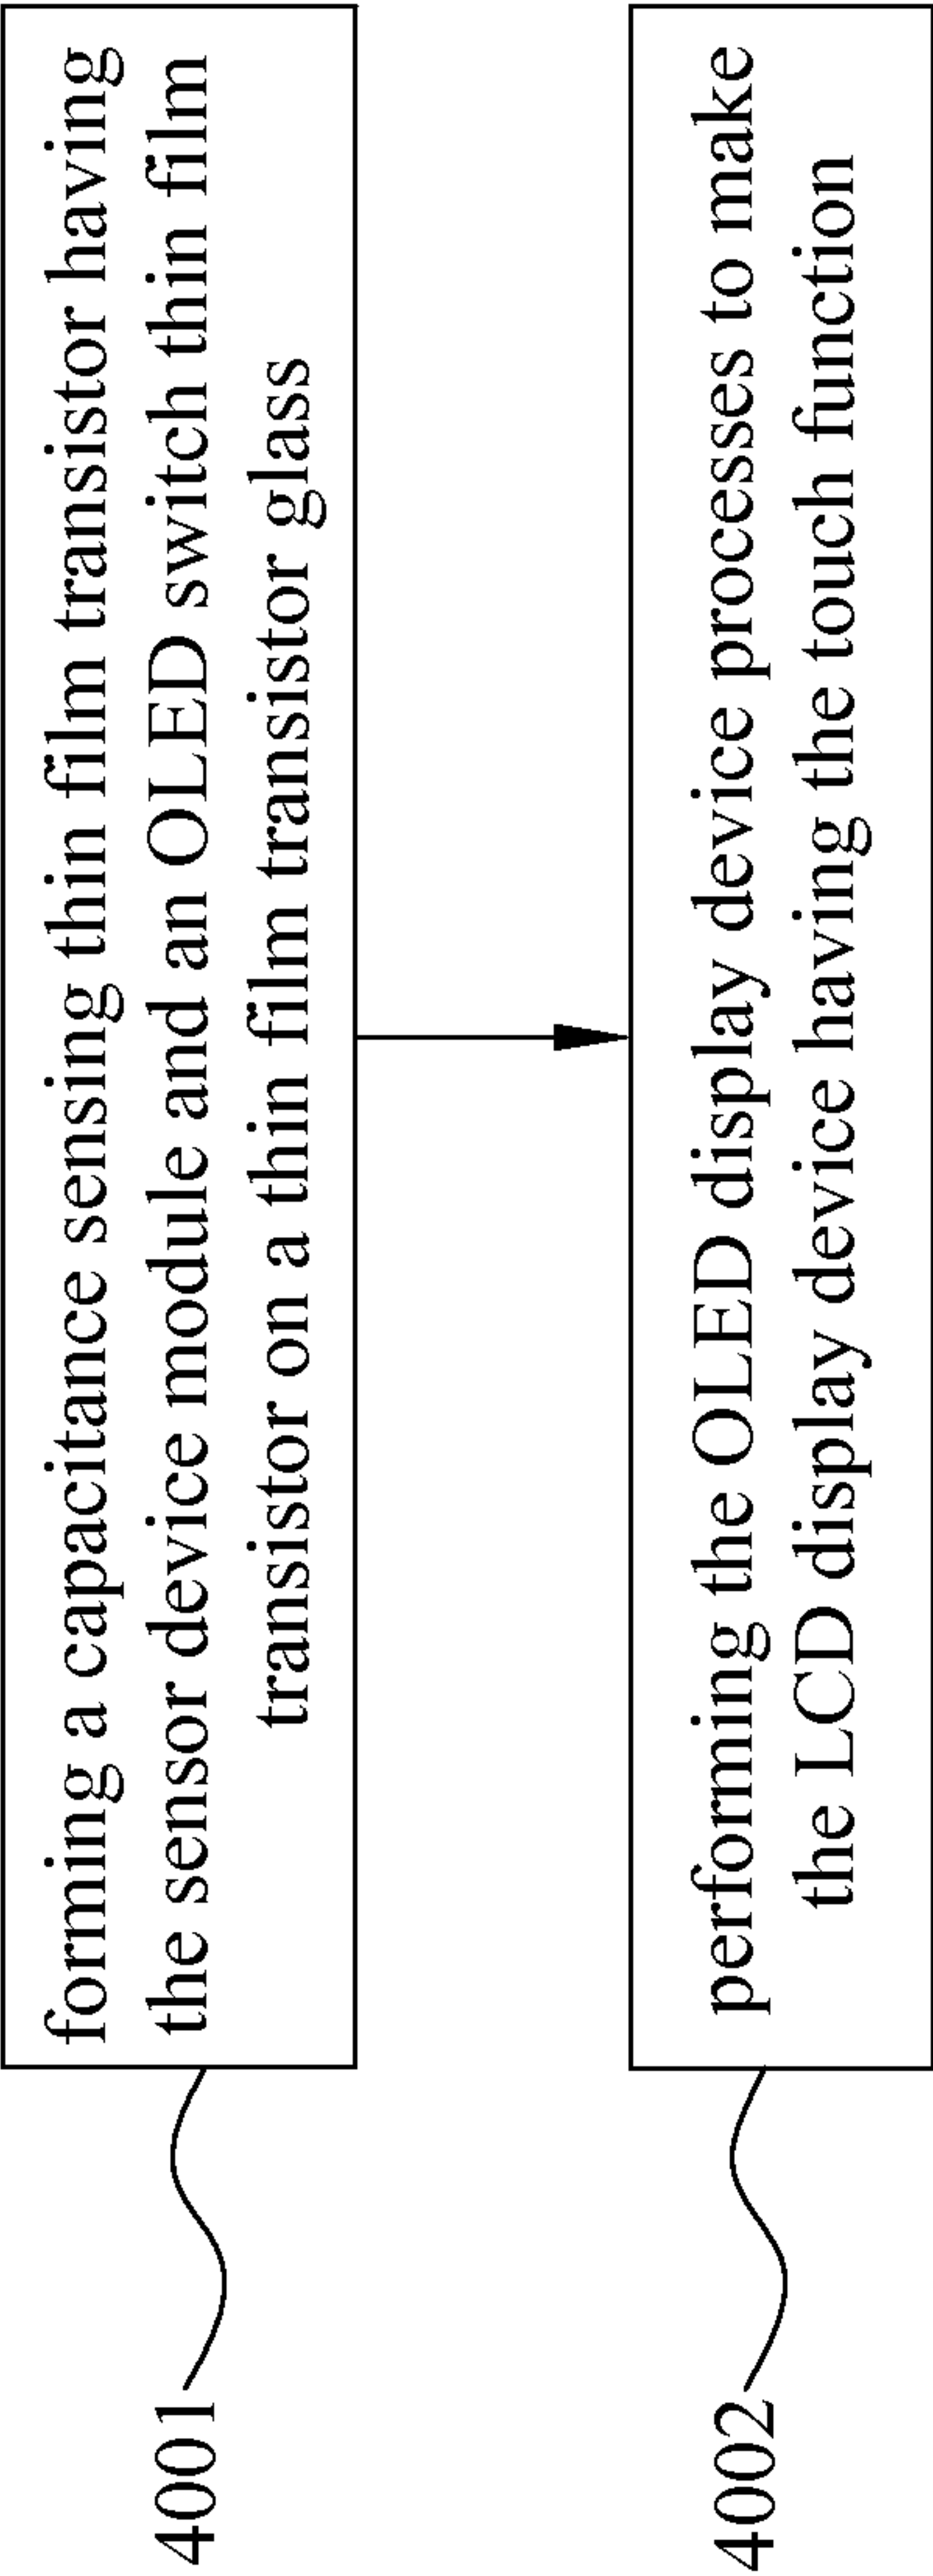 4001
forming a capacitance sensing thin film transistor having
the sensor device module and an OLED switch thin film
transistor on a thin film transistor glass
4002
performing the OLED display device processes to make
the LCD display device having the touch function